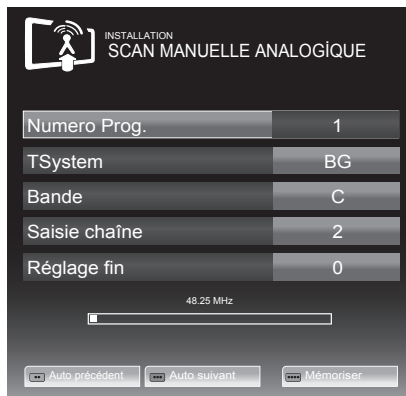 INSTALLATION
SCAN MANUELLE ANALOGİQUE
Numero Prog. 1
TSystem BG
Bande C
Saisie chaîne 2
Réglage fin 0
48.25 MHz
Auto précédent Auto suivant Mémoriser